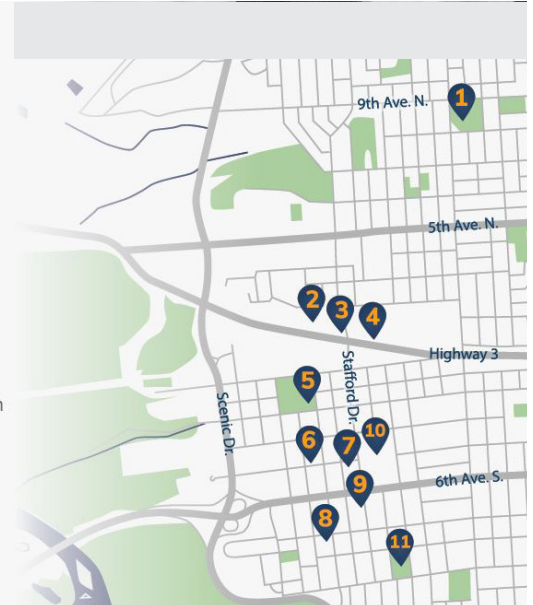 9th Ave. N.
1
5th Ave. N.
2
3
4
Highway 3
Stafford Dr.
5
Scenic Dr.
6
7
10
9
6th Ave. S.
8
11